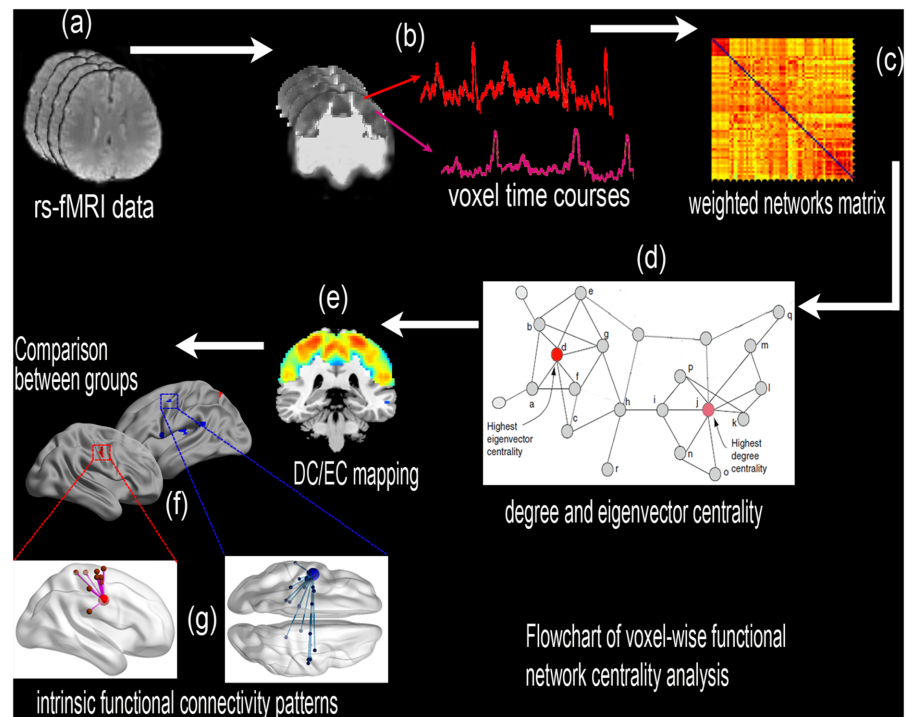 (a)
(b)
(c)
rs-fMRI data
voxel time courses
weighted networks matrix
(d)
e
q
b
g
m
d
p
f
l
a
h
i
j
k
c
Highest
eigenvector
centrality
Highest
degree
centrality
n
r
o
degree and eigenvector centrality
(e)
DC/EC mapping
Comparison
between groups
(f)
(g)
intrinsic functional connectivity patterns
Flowchart of voxel-wise functional
network centrality analysis